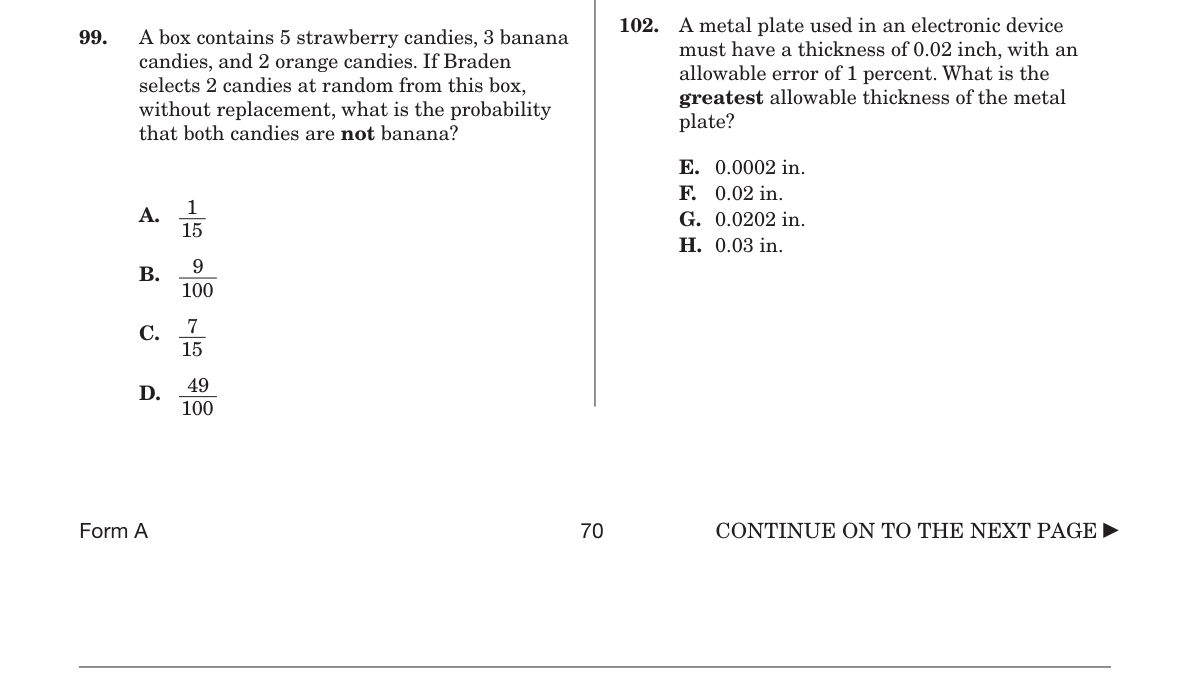 99. A box contains 5 strawberry candies, 3 banana
candies, and 2 orange candies. If Braden
selects 2 candies at random from this box,
without replacement, what is the probability
that both candies are not banana?
A. 1/15
B. 9/100
C. 7/15
D. 49/100
102. A metal plate used in an electronic device
must have a thickness of 0.02 inch, with an
allowable error of 1 percent. What is the
greatest allowable thickness of the metal
plate?
E. 0.0002 in.
F. 0.02 in.
G. 0.0202 in.
H. 0.03 in.
Form A 70 CONTINUE ON TO THE NEXT PAGE ▶